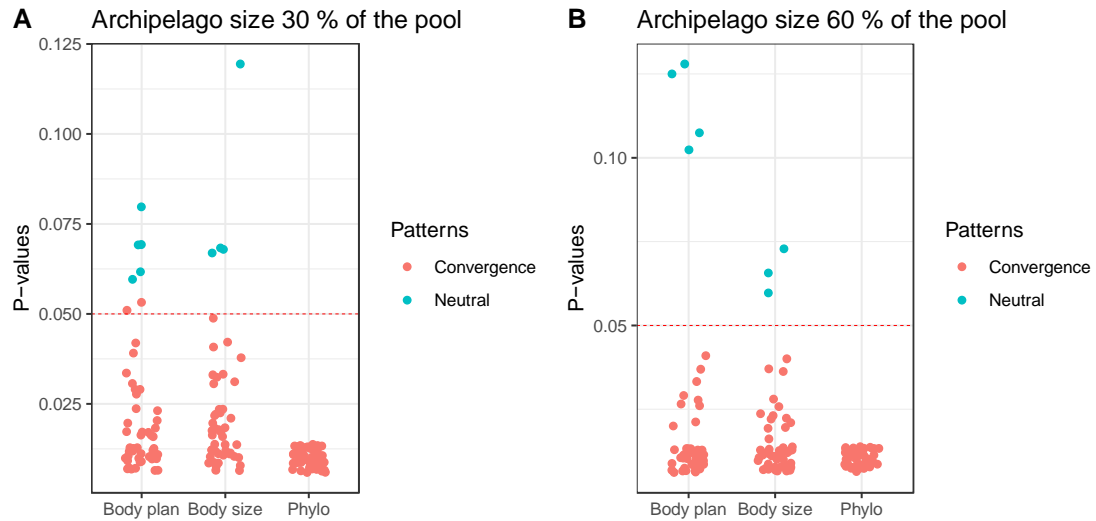 A Archipelago size 30 % of the pool
0.125
0.100
0.075
0.050
0.025
P−values
Body plan Body size Phylo
Patterns
Convergence
Neutral
B Archipelago size 60 % of the pool
0.10
0.05
P−values
Body plan Body size Phylo
Patterns
Convergence
Neutral